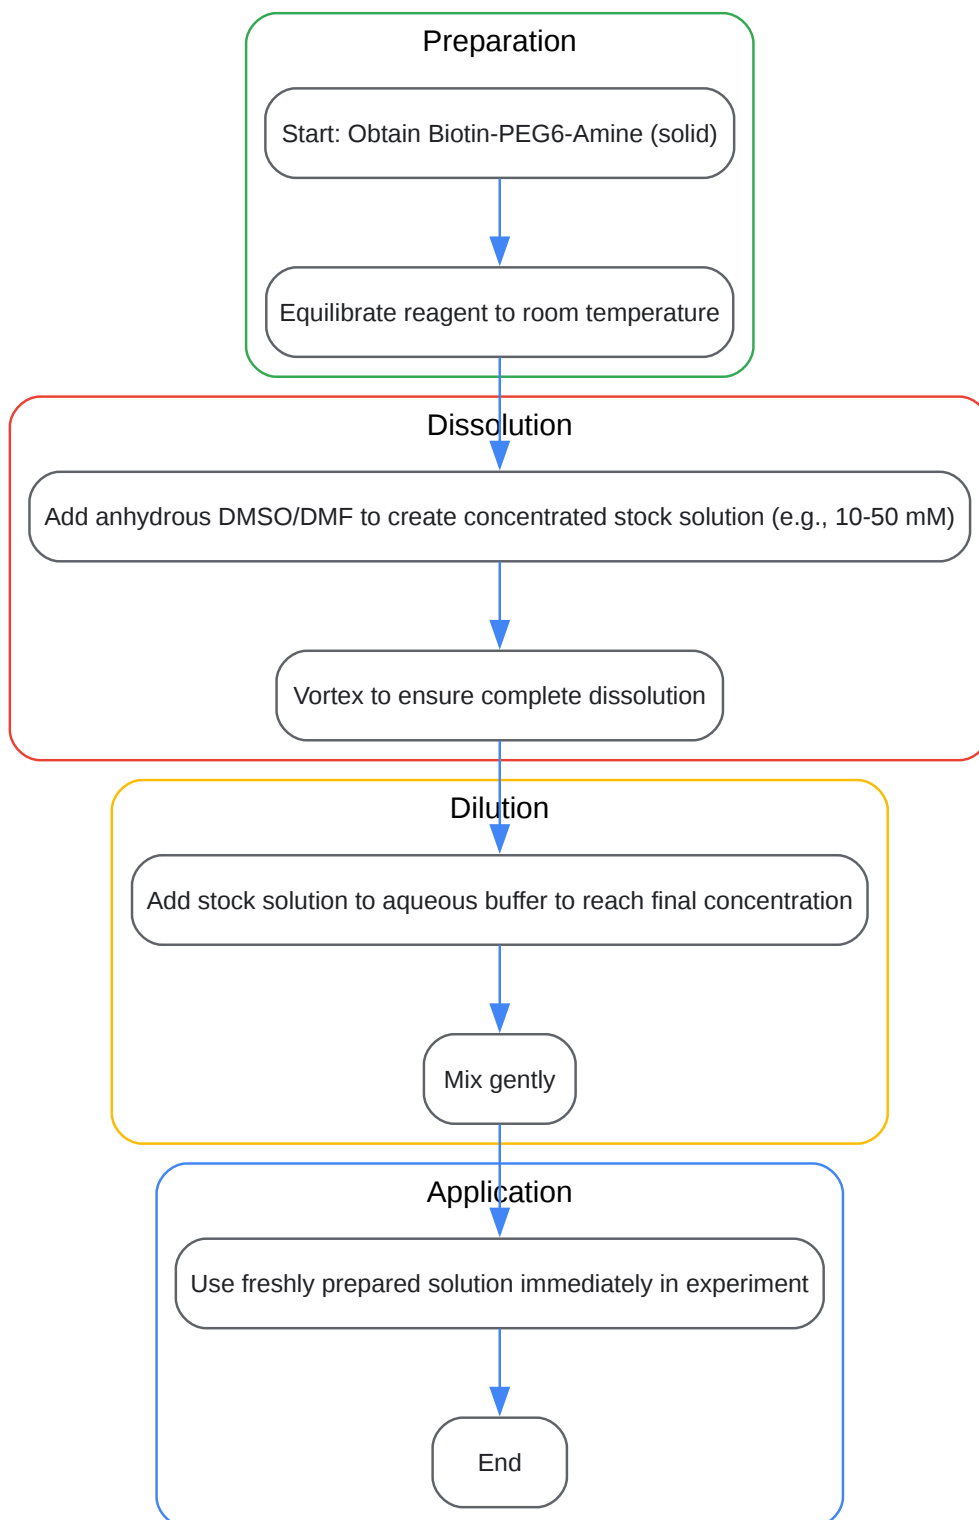 Preparation
Start: Obtain Biotin-PEG6-Amine (solid)
Equilibrate reagent to room temperature
Dissolution
Add anhydrous DMSO/DMF to create concentrated stock solution (e.g., 10-50 mM)
Vortex to ensure complete dissolution
Dilution
Add stock solution to aqueous buffer to reach final concentration
Mix gently
Application
Use freshly prepared solution immediately in experiment
End